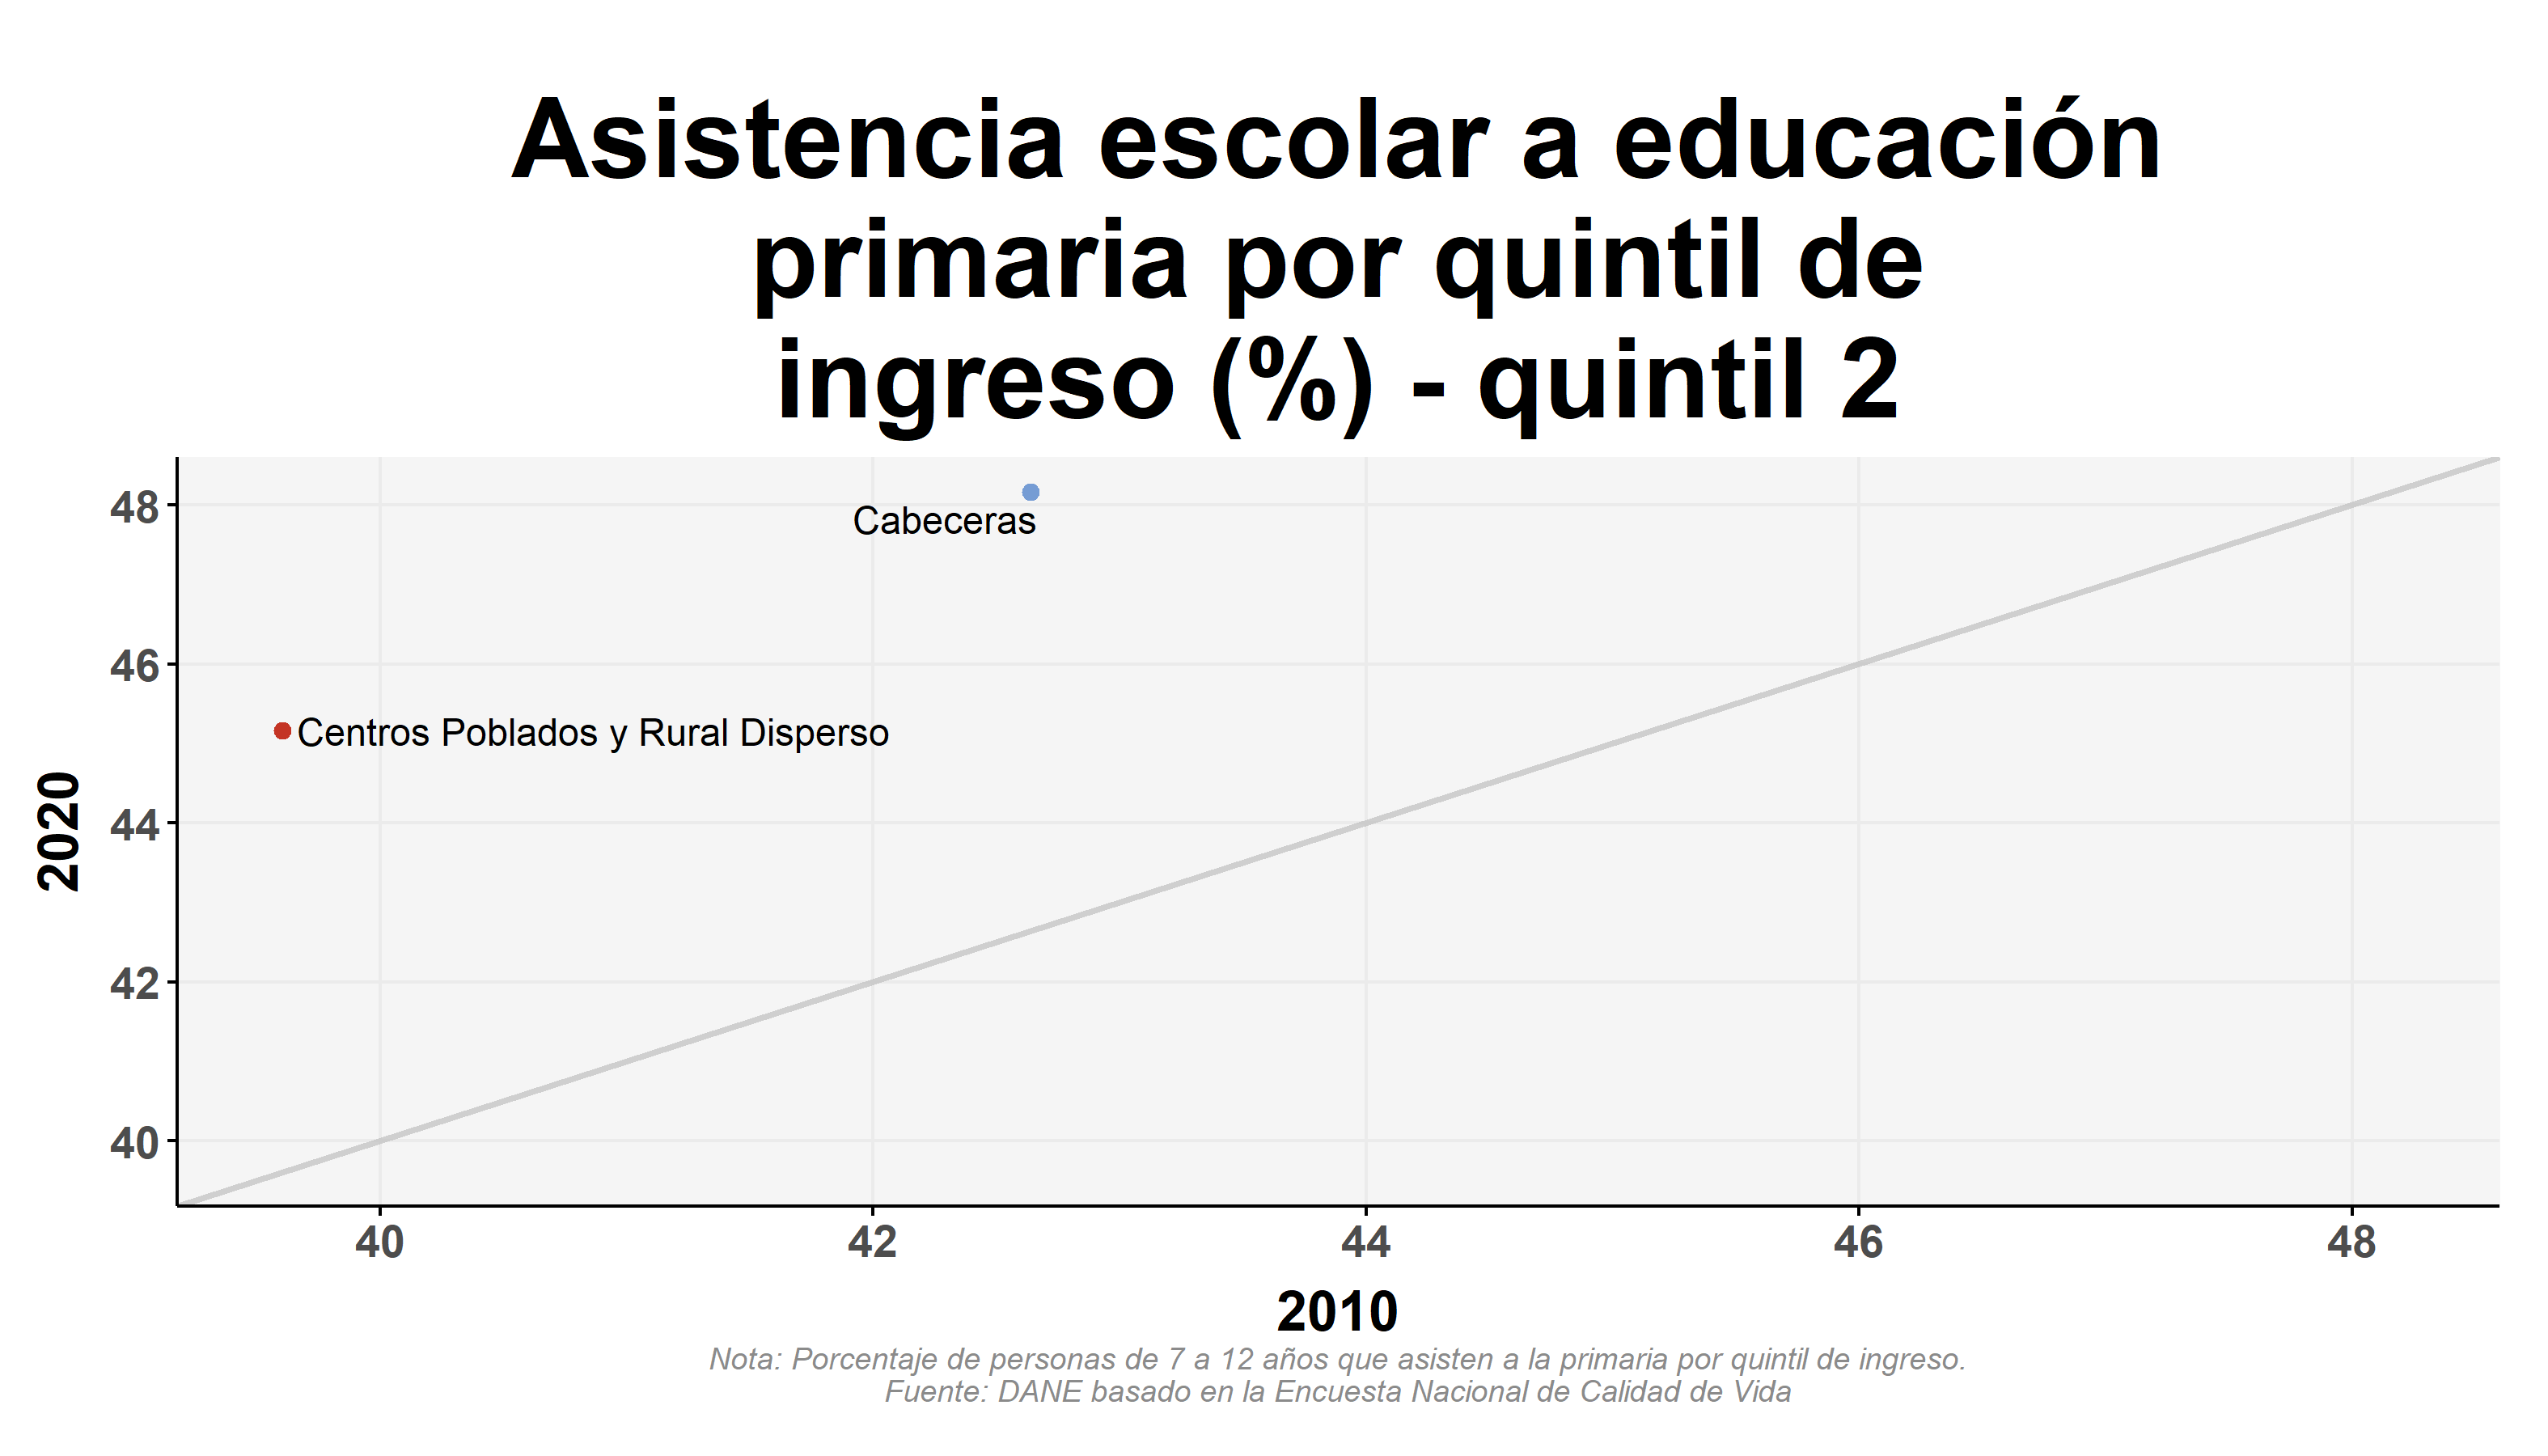 Asistencia escolar a educación
primaria por quintil de
ingreso (%) - quintil 2
48
46
44
42
40
2020
Cabeceras
Centros Poblados y Rural Disperso
40
42
44
46
48
2010
Nota: Porcentaje de personas de 7 a 12 años que asisten a la primaria por quintil de ingreso.
Fuente: DANE basado en la Encuesta Nacional de Calidad de Vida